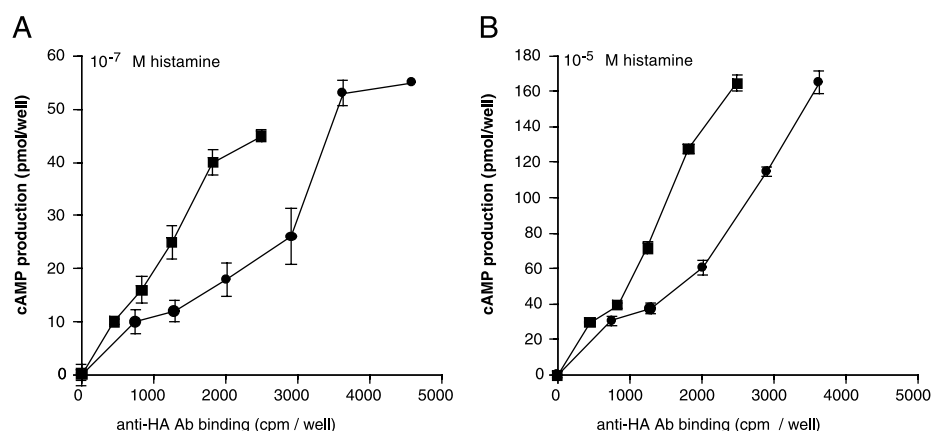 A
10-7 M histamine
cAMP production (pmol/well)
60
50
40
30
20
10
0
0 1000 2000 3000 4000 5000
anti-HA Ab binding (cpm / well)
B
10-5 M histamine
cAMP production (pmol/well)
180
160
140
120
100
80
60
40
20
0
0 1000 2000 3000 4000 5000
anti-HA Ab binding (cpm / well)